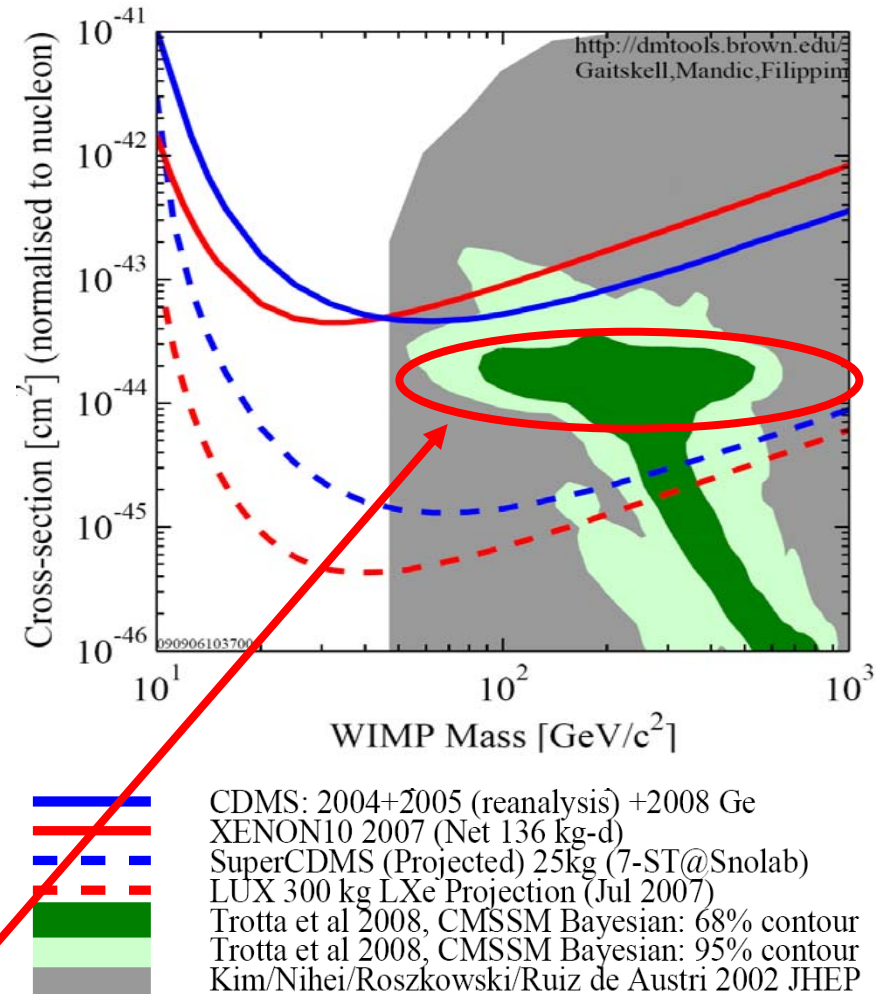 http://dmtools.brown.edu/
Gaitskell,Mandic,Filippin
10^-41
10^-42
10^-43
10^-44
10^-45
10^-46
Cross-section [cm²] (normalised to nucleon)
090906103700
10^1
10^2
10^3
WIMP Mass [GeV/c²]
CDMS: 2004+2005 (reanalysis) +2008 Ge
XENON10 2007 (Net 136 kg-d)
SuperCDMS (Projected) 25kg (7-ST@Snolab)
LUX 300 kg LXe Projection (Jul 2007)
Trotta et al 2008, CMSSM Bayesian: 68% contour
Trotta et al 2008, CMSSM Bayesian: 95% contour
Kim/Nihei/Roszkowski/Ruiz de Austri 2002 JHEP